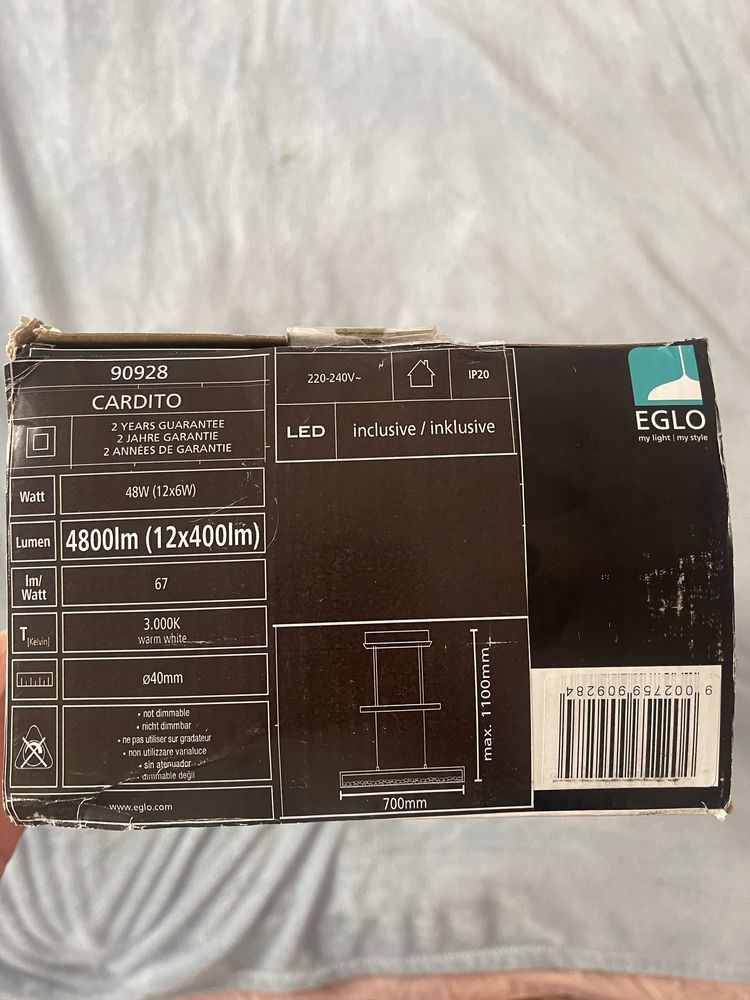 90928
CARDITO
2 YEARS GUARANTEE
2 JAHRE GARANTIE
2 ANNÉES DE GARANTIE
Watt
48W (12x6W)
Lumen
4800lm (12x400lm)
lm/
Watt
67
T [Kelvin]
3.000K
warm white
ø40mm
• not dimmable
• nicht dimmbar
• ne pas utiliser sur gradateur
• non utilizzare varialuce
• sin atenuador
• dimmable değil
www.eglo.com
220-240V~
IP20
LED
inclusive / inklusive
max. 1100mm
700mm
EGLO
my light | my style
9 002759 909284